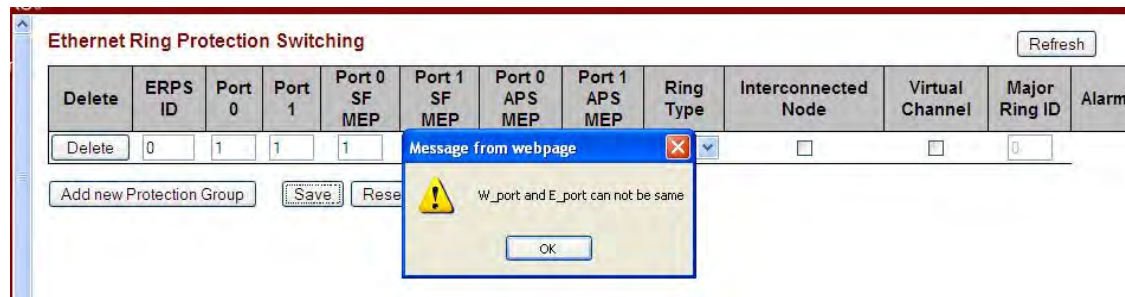 Ethernet Ring Protection Switching
Refresh
Delete ERPS ID Port 0 Port 1 Port 0 SF MEP Port 1 SF MEP Port 0 APS MEP Port 1 APS MEP Ring Type Interconnected Node Virtual Channel Major Ring ID Alarm
Delete 0 1 1 1 0
Message from webpage
W_port and E_port can not be same
OK
Add new Protection Group Save Rese